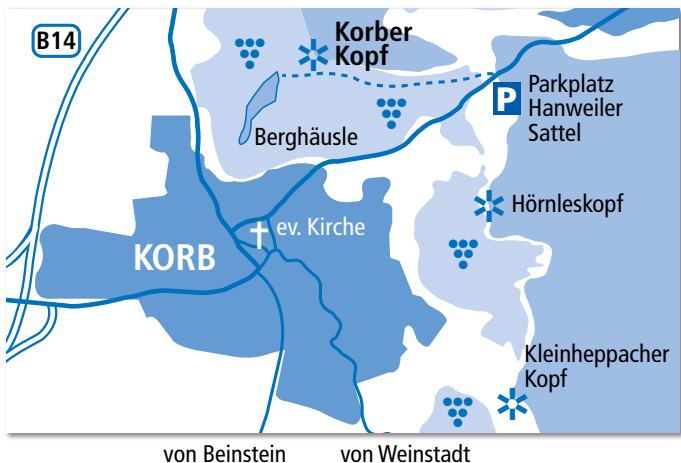 B14
Korber
Kopf
P
Parkplatz
Hanweiler
Sattel
Berghäusle
Hörnleskopf
ev. Kirche
KORB
Kleinheppacher
Kopf
von Beinstein
von Weinstadt